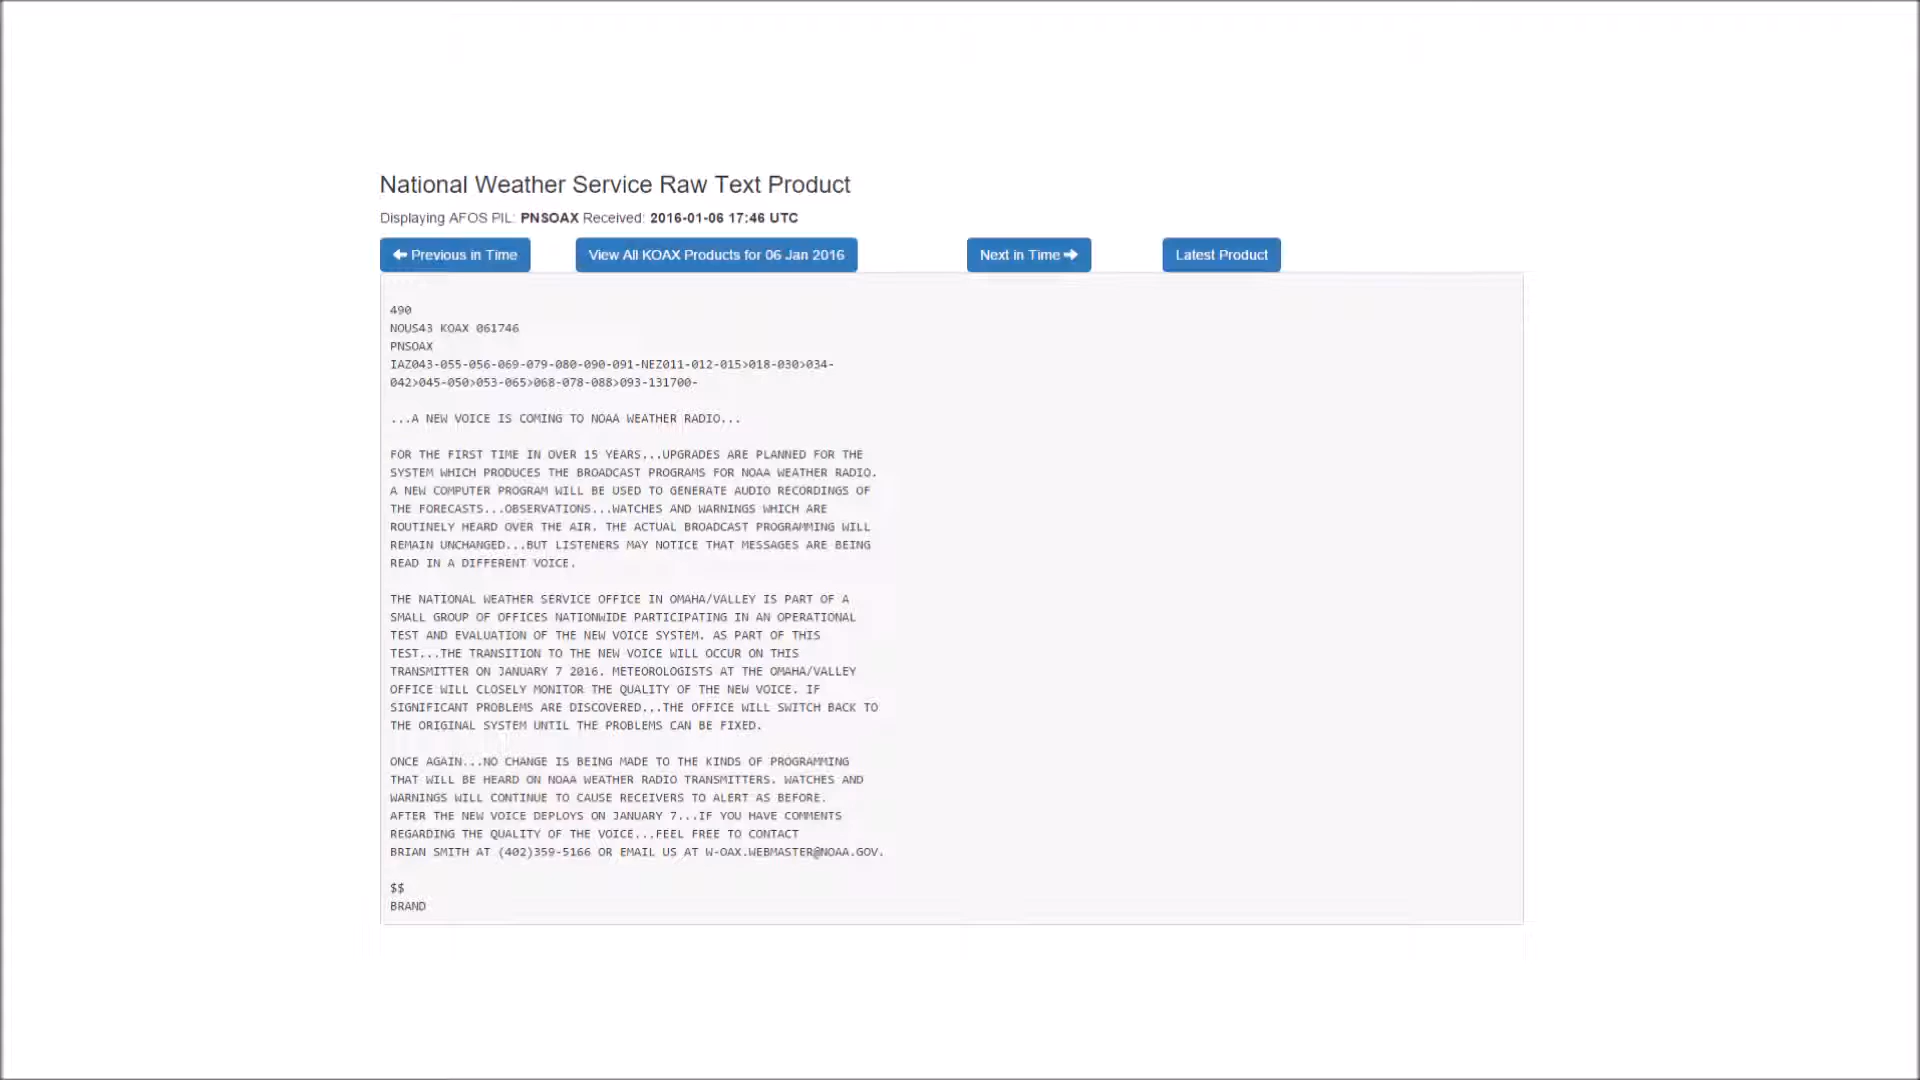 National Weather Service Raw Text Product
Displaying AFOS PIL: PNSOAX Received: 2016-01-06 17:46 UTC
Previous in Time
View All KOAX Products for 06 Jan 2016
Next in Time
Latest Product
490
NOUS43 KOAX 061746
PNSOAX
IAZ043-055-056-069-079-080-090-091-NEZ011-012-015>018-030>034-
042>045-050>053-065>068-078-088>093-131700-
...A NEW VOICE IS COMING TO NOAA WEATHER RADIO...
FOR THE FIRST TIME IN OVER 15 YEARS...UPGRADES ARE PLANNED FOR THE
SYSTEM WHICH PRODUCES THE BROADCAST PROGRAMS FOR NOAA WEATHER RADIO.
A NEW COMPUTER PROGRAM WILL BE USED TO GENERATE AUDIO RECORDINGS OF
THE FORECASTS...OBSERVATIONS...WATCHES AND WARNINGS WHICH ARE
ROUTINELY HEARD OVER THE AIR. THE ACTUAL BROADCAST PROGRAMMING WILL
REMAIN UNCHANGED...BUT LISTENERS MAY NOTICE THAT MESSAGES ARE BEING
READ IN A DIFFERENT VOICE.
THE NATIONAL WEATHER SERVICE OFFICE IN OMAHA/VALLEY IS PART OF A
SMALL GROUP OF OFFICES NATIONWIDE PARTICIPATING IN AN OPERATIONAL
TEST AND EVALUATION OF THE NEW VOICE SYSTEM. AS PART OF THIS
TEST...THE TRANSITION TO THE NEW VOICE WILL OCCUR ON THIS
TRANSMITTER ON JANUARY 7 2016. METEOROLOGISTS AT THE OMAHA/VALLEY
OFFICE WILL CLOSELY MONITOR THE QUALITY OF THE NEW VOICE. IF
SIGNIFICANT PROBLEMS ARE DISCOVERED...THE OFFICE WILL SWITCH BACK TO
THE ORIGINAL SYSTEM UNTIL THE PROBLEMS CAN BE FIXED.
ONCE AGAIN...NO CHANGE IS BEING MADE TO THE KINDS OF PROGRAMMING
THAT WILL BE HEARD ON NOAA WEATHER RADIO TRANSMITTERS. WATCHES AND
WARNINGS WILL CONTINUE TO CAUSE RECEIVERS TO ALERT AS BEFORE.
AFTER THE NEW VOICE DEPLOYS ON JANUARY 7...IF YOU HAVE COMMENTS
REGARDING THE QUALITY OF THE VOICE...FEEL FREE TO CONTACT
BRIAN SMITH AT (402)359-5166 OR EMAIL US AT W-OAX.WEBMASTER@NOAA.GOV.
$$
BRAND